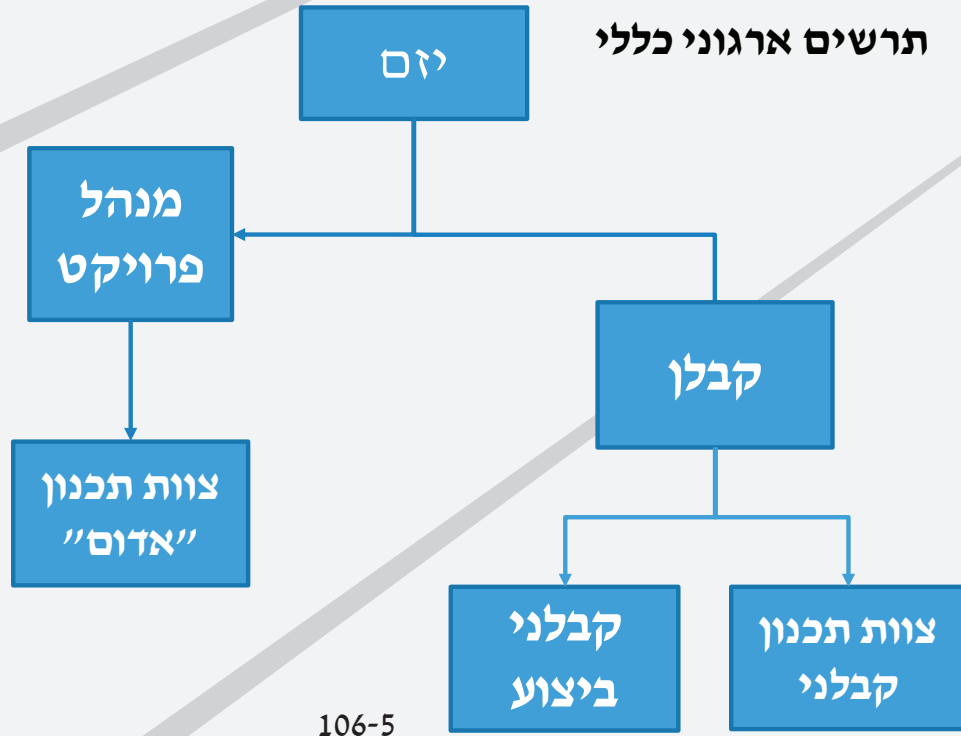 תרשים ארגוני כללי
יזם
מנהל
פרויקט
קבלן
צוות תכנון
"אדום"
קבלני
ביצוע
צוות תכנון
קבלני
106-5